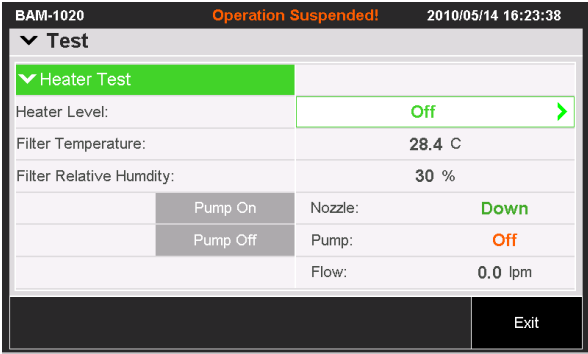 BAM-1020 Operation Suspended! 2010/05/14 16:23:38
Test
Heater Test
Heater Level: Off
Filter Temperature: 28.4 C
Filter Relative Humdity: 30 %
Pump On Nozzle: Down
Pump Off Pump: Off
Flow: 0.0 lpm
Exit